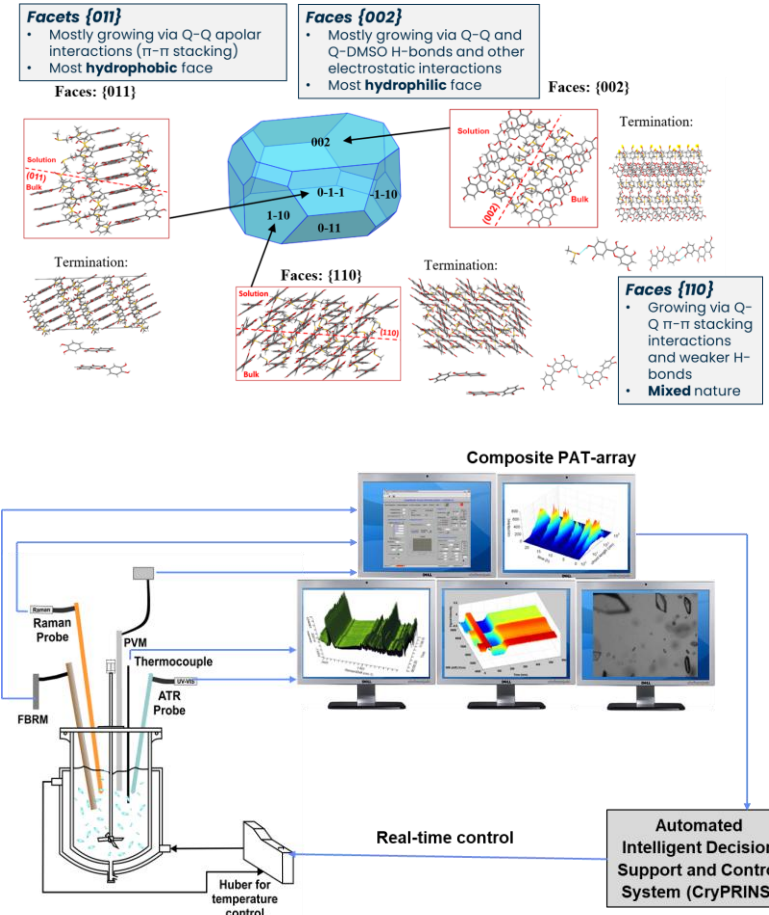 Facets {011}
• Mostly growing via Q-Q apolar
interactions (π-π stacking)
• Most hydrophobic face
Faces {002}
• Mostly growing via Q-Q and
Q-DMSO H-bonds and other
electrostatic interactions
• Most hydrophilic face
Faces: {011}
Faces: {002}
Solution
(011)
Bulk
002
0-1-1
-1-10
1-10
0-11
Solution
(002)
Bulk
Termination:
Termination:
Faces: {110}
Solution
(110)
Bulk
Termination:
Faces {110}
• Growing via Q-
Q π-π stacking
interactions
and weaker H-
bonds
• Mixed nature
Composite PAT-array
Raman
Raman
Probe
PVM
Thermocouple
UV-VIS
ATR
Probe
FBRM
DELL
Real-time control
Huber for
temperature
control
Automated
Intelligent Decision
Support and Contro
System (CryPRINS